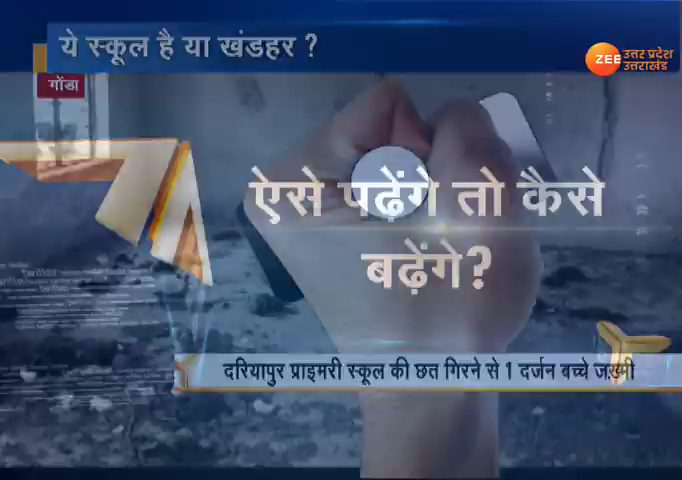 ये स्कूल है या खंडहर ?
ZEE उत्तर प्रदेश
उत्तराखंड
गोंडा
ऐसे पढ़ेंगे तो कैसे
बढ़ेंगे?
twitter
दरियापुर प्राइमरी स्कूल की छत गिरने से 1 दर्जन बच्चे जख़्मी